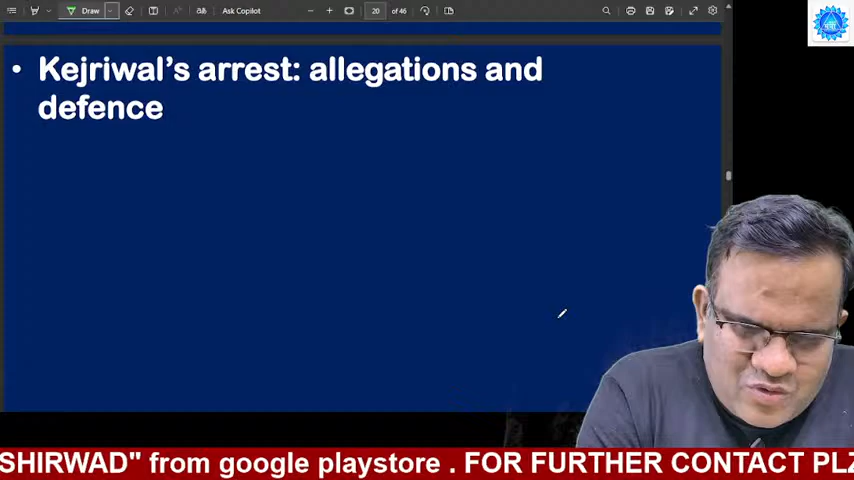 Draw
Ask Copilot
20
of 46
• Kejriwal's arrest: allegations and
defence
SHIRWAD" from google playstore . FOR FURTHER CONTACT PLZ